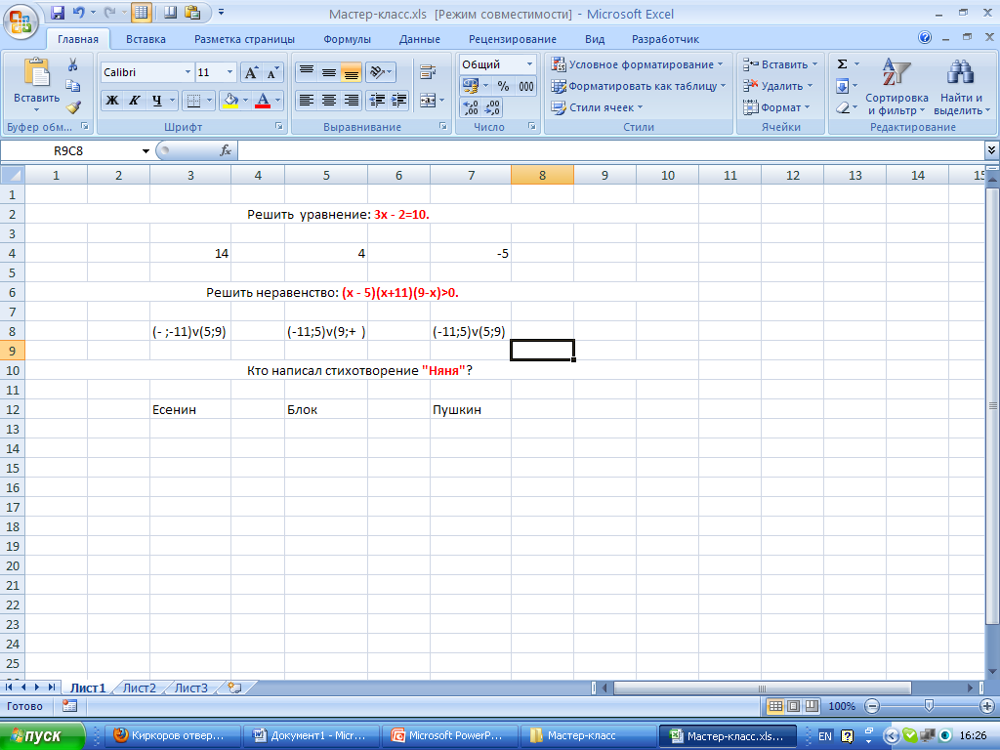 Мастер-класс.xls [Режим совместимости] - Microsoft Excel
Главная Вставка Разметка страницы Формулы Данные Рецензирование Вид Разработчик
Вставить Calibri 11 Общий Условное форматирование Вставить Σ
Форматировать как таблицу Удалить Сортировка и фильтр Найти и выделить
Ж К Ч А % 000 Стили ячеек Формат
Буфер обм... Шрифт Выравнивание Число Стили Ячейки Редактирование
R9C8 fx
1 2 3 4 5 6 7 8 9 10 11 12 13 14 15
1
2 Решить уравнение: 3x - 2=10.
3
4 14 4 -5
5
6 Решить неравенство: (x - 5)(x+11)(9-x)>0.
7
8 (- ;-11)v(5;9) (-11;5)v(9;+ ) (-11;5)v(5;9)
9
10 Кто написал стихотворение "Няня"?
11
12 Есенин Блок Пушкин
13
14
15
16
17
18
19
20
21
22
23
24
25
Лист1 Лист2 Лист3
Готово 100%
пуск Киркоров отвер... Документ1 - Micr... Microsoft PowerP... Мастер-класс Мастер-класс.xls... EN 16:26